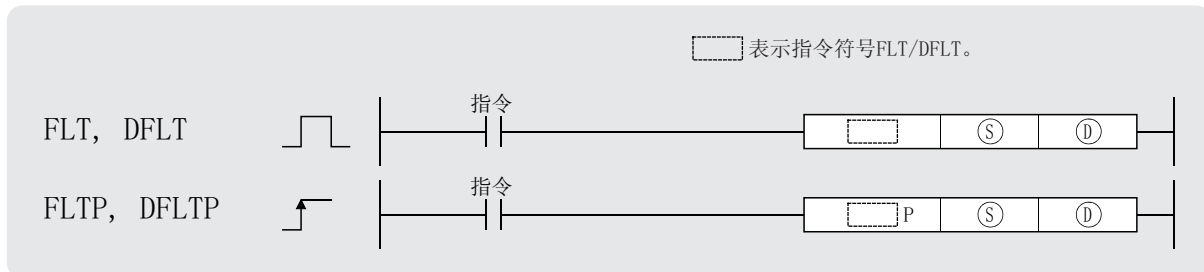 表示指令符号FLT/DFLT。
指令
FLT, DFLT Ⓢ Ⓓ
指令
FLTP, DFLTP P Ⓢ Ⓓ